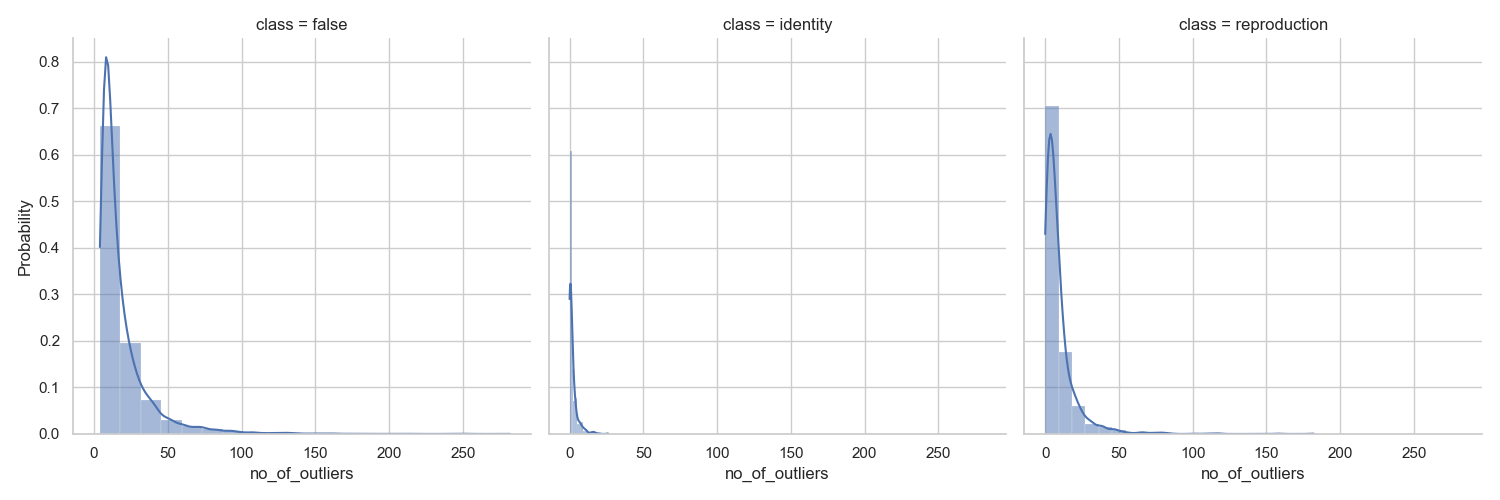 class = false
class = identity
class = reproduction
Probability
0.8
0.7
0.6
0.5
0.4
0.3
0.2
0.1
0.0
0 50 100 150 200 250
0 50 100 150 200 250
0 50 100 150 200 250
no_of_outliers
no_of_outliers
no_of_outliers